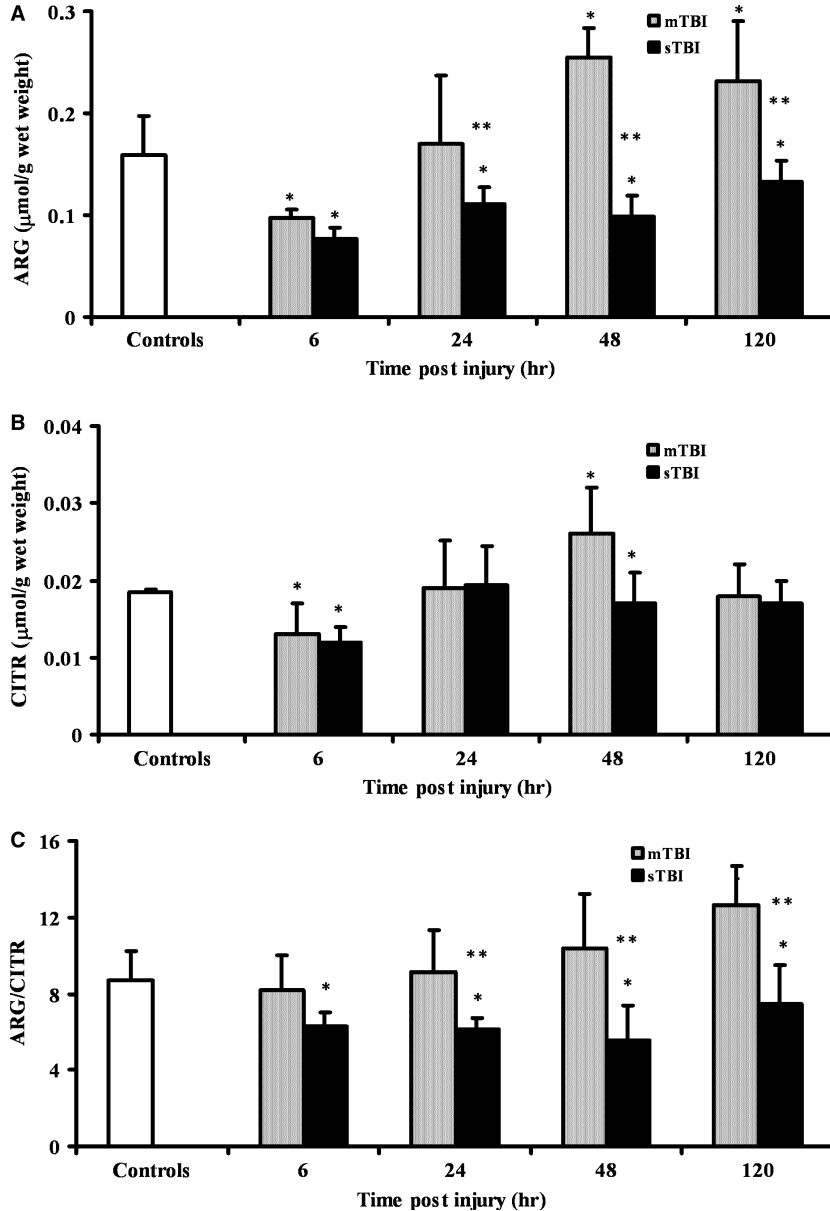 A
ARG (μmol/g wet weight)
0.3
0.2
0.1
0
mTBI
sTBI
*
*
*
**
*
*
**
*
*
**
*
Controls
6
24
48
120
Time post injury (hr)
B
CITR (μmol/g wet weight)
0.04
0.03
0.02
0.01
0
mTBI
sTBI
*
*
*
*
Controls
6
24
48
120
Time post injury (hr)
C
ARG/CITR
16
12
8
4
0
mTBI
sTBI
*
**
*
**
*
**
*
Controls
6
24
48
120
Time post injury (hr)